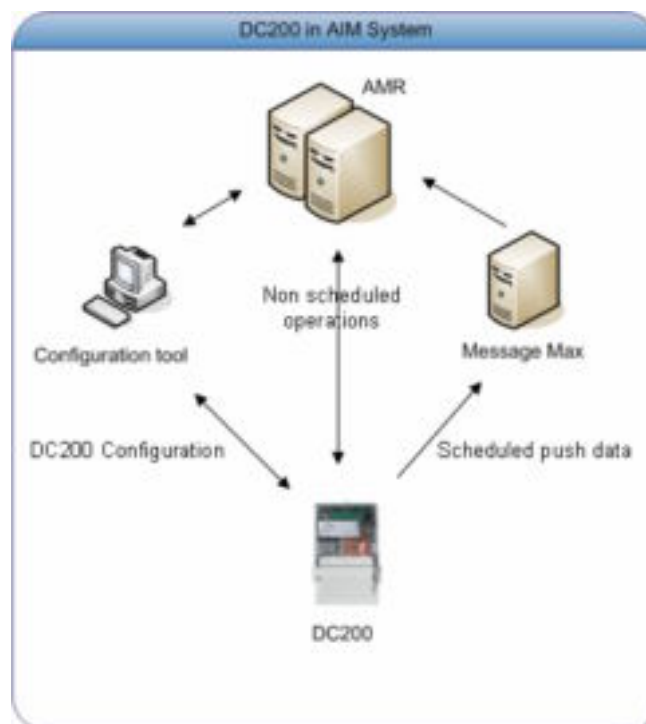 DC200 in AIM System
AMR
Non scheduled
operations
Configuration tool
Message Max
DC200 Configuration
Scheduled push data
DC200